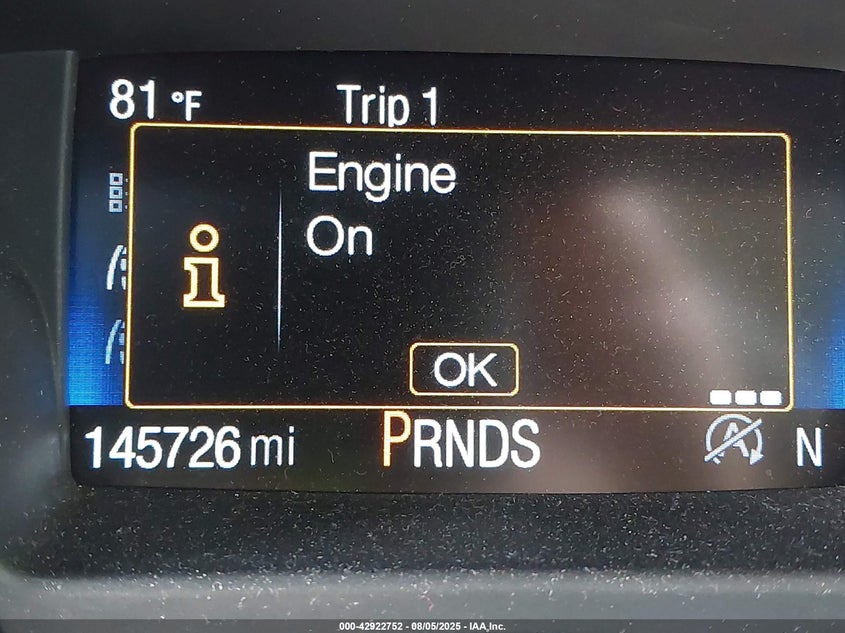 81 °F Trip 1
Engine
On
i
OK
145726 mi PRNDS A N
000-42922752 - 08/05/2025 - IAA,Inc.